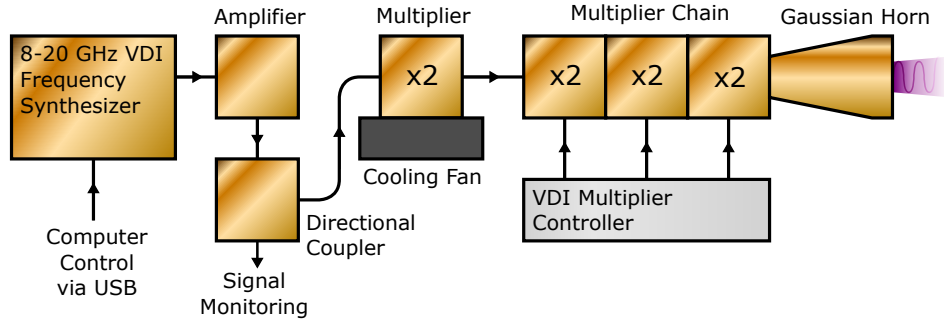 Amplifier
Multiplier
Multiplier Chain
Gaussian Horn
8-20 GHz VDI
Frequency
Synthesizer
x2
x2
x2
x2
Cooling Fan
VDI Multiplier
Controller
Directional
Coupler
Computer
Control
via USB
Signal
Monitoring